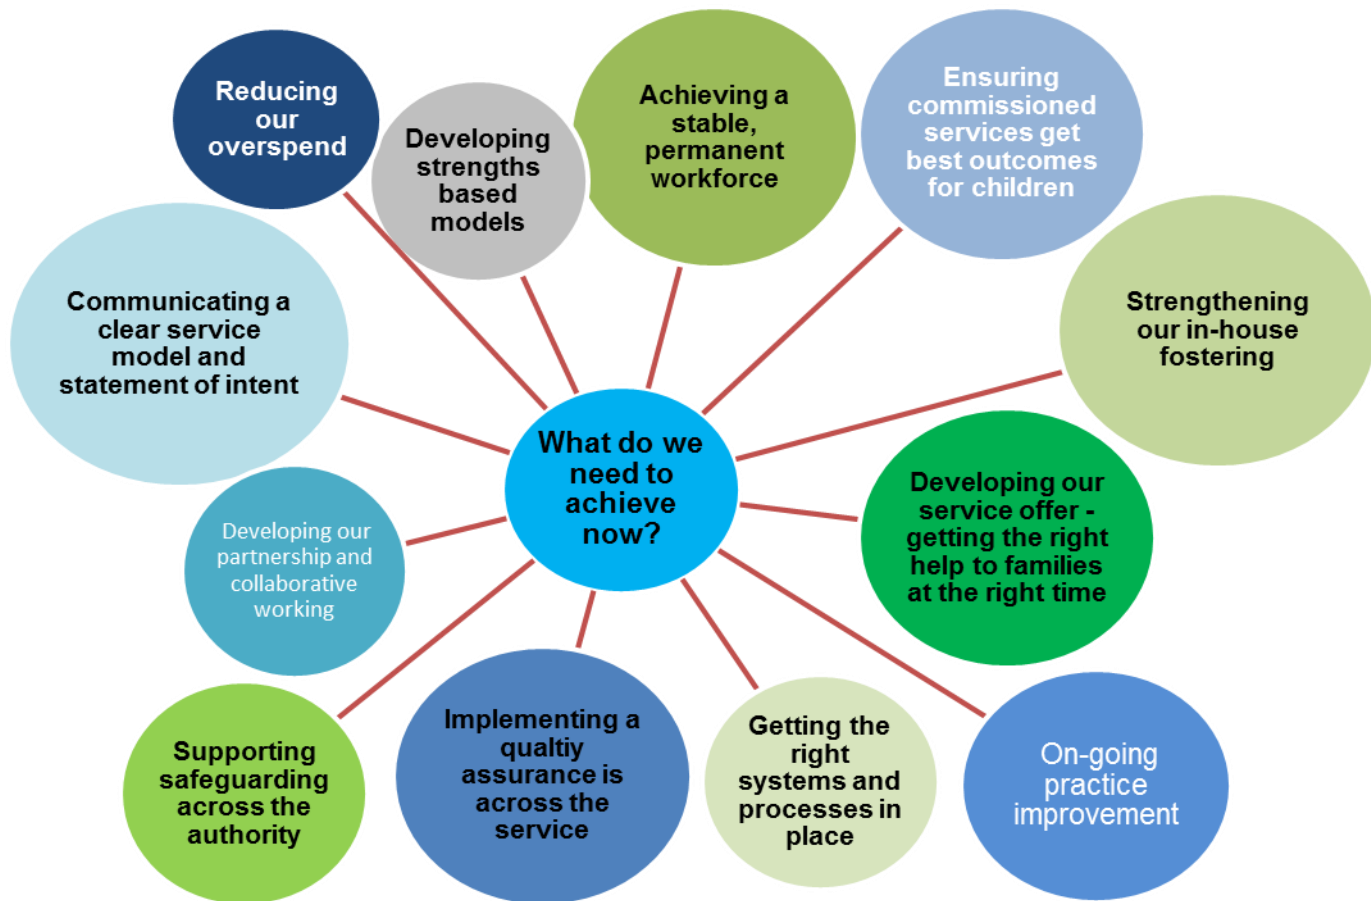 Reducing
our
overspend
Developing
strengths
based
models
Achieving a
stable,
permanent
workforce
Ensuring
commissioned
services get
best outcomes
for children
Communicating a
clear service
model and
statement of intent
Strengthening
our in-house
fostering
What do we
need to
achieve
now?
Developing our
service offer -
getting the right
help to families
at the right time
Developing our
partnership and
collaborative
working
Supporting
safeguarding
across the
authority
Implementing a
qualtiy
assurance is
across the
service
Getting the
right
systems and
processes in
place
On-going
practice
improvement